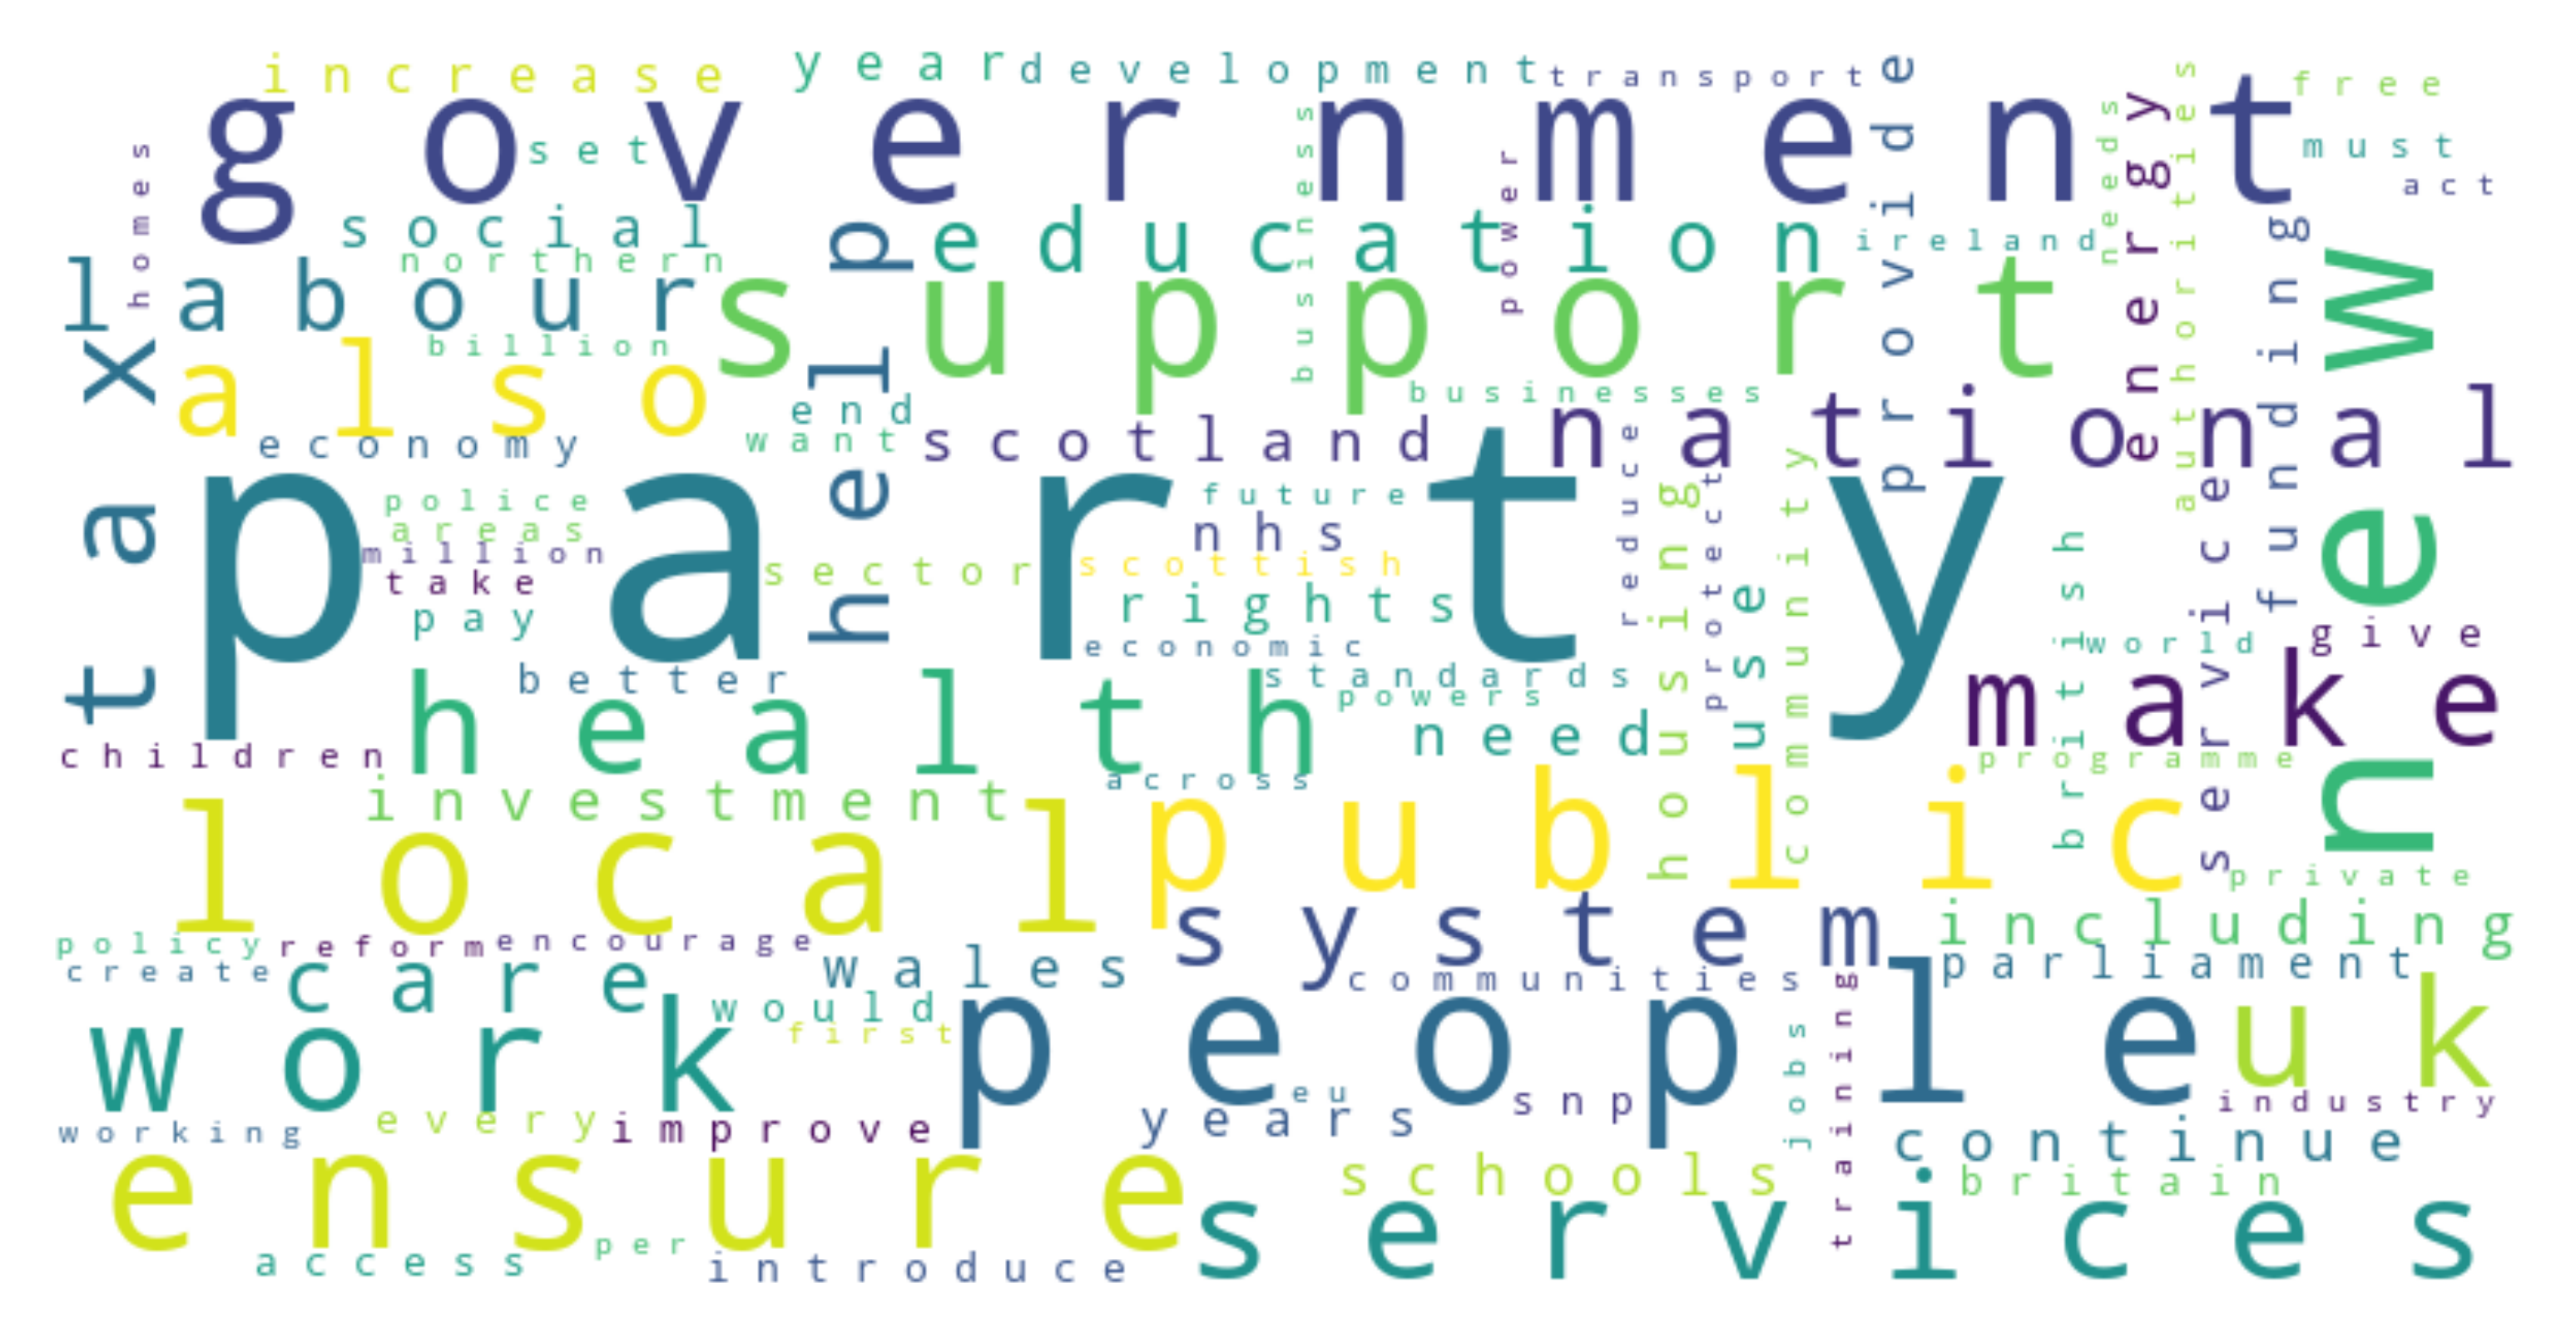 increase
year
development
transport
provide
government
set
homes
business
power
needs
energy
authorities
free
must
act
social
northern
education
ireland
funding
new
labour
support
help
tax
also
billion
businesses
end
want
economy
scotland
national
party
police
areas
million
take
pay
sector
future
nhs
scottish
rights
economic
reduce
housing
protect
use
community
british
service
world
give
better
health
standards
powers
need
make
children
across
programme
investment
local
public
private
system
including
policy
reform
encourage
create
care
wales
communities
parliament
work
would
first
people
uk
jobs
training
eu
snp
industry
working
every
improve
years
continue
ensure
schools
britain
services
access
per
introduce